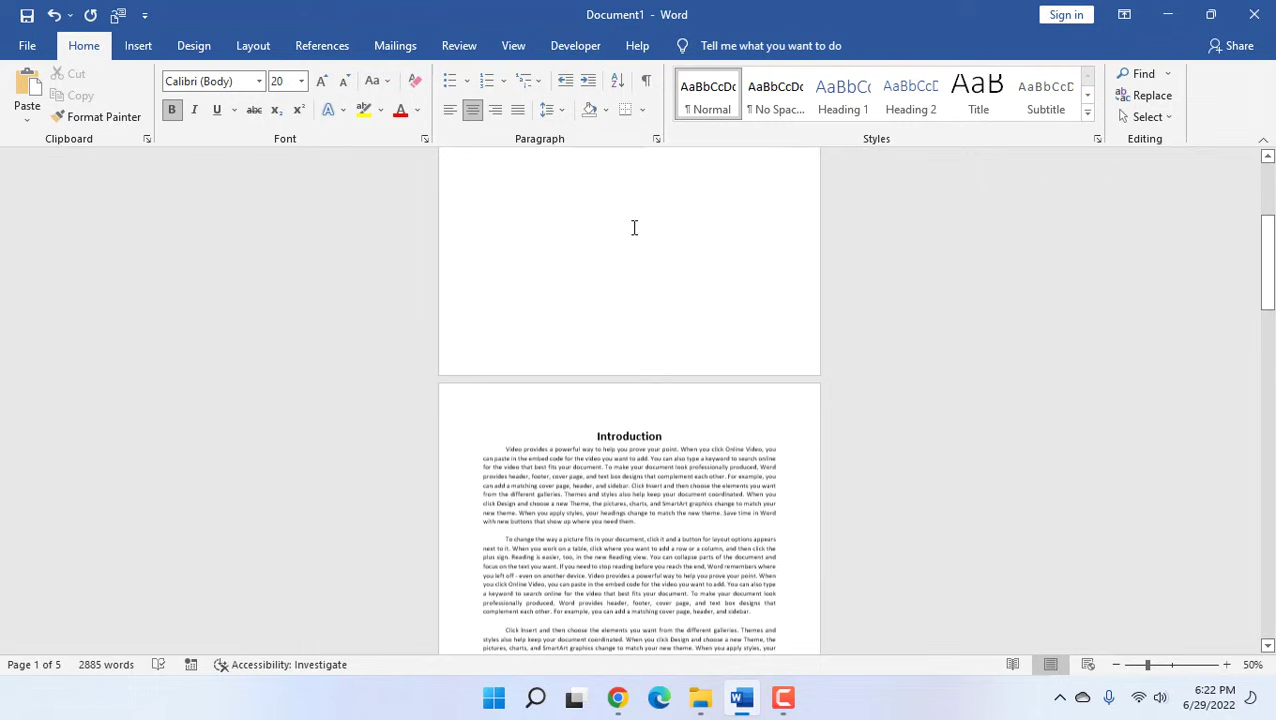 Document1 - Word
Sign in
File Home Insert Design Layout References Mailings Review View Developer Help Tell me what you want to do Share
Paste
Cut
Copy
Format Painter
Clipboard
Calibri (Body) 20
Font
Paragraph
AaBbCcDc AaBbCcDc AaBbC AaBbCcD AaB AaBbCcD
¶ Normal ¶ No Spac... Heading 1 Heading 2 Title Subtitle
Styles
Find
Replace
Select
Editing
Introduction
Video provides a powerful way to help you prove your point. When you click Online Video, you
can paste in the embed code for the video you want to add. You can also type a keyword to search online
for the video that best fits your document. To make your document look professionally produced, Word
provides header, footer, cover page, and text box designs that complement each other. For example, you
can add a matching cover page, header, and sidebar. Click Insert and then choose the elements you want
from the different galleries. Themes and styles also help keep your document coordinated. When you
click Design and choose a new Theme, the pictures, charts, and SmartArt graphics change to match your
new theme. When you apply styles, your headings change to match the new theme. Save time in Word
with new buttons that show up where you need them.
To change the way a picture fits in your document, click it and a button for layout options appears
next to it. When you work on a table, click where you want to add a row or a column, and then click the
plus sign. Reading is easier, too, in the new Reading view. You can collapse parts of the document and
focus on the text you want. If you need to stop reading before you reach the end, Word remembers where
you left off - even on another device. Video provides a powerful way to help you prove your point. When
you click Online Video, you can paste in the embed code for the video you want to add. You can also type
a keyword to search online for the video that best fits your document. To make your document look
professionally produced, Word provides header, footer, cover page, and text box designs that
complement each other. For example, you can add a matching cover page, header, and sidebar.
Click Insert and then choose the elements you want from the different galleries. Themes and
styles also help keep your document coordinated. When you click Design and choose a new Theme, the
pictures, charts, and SmartArt graphics change to match your new theme. When you apply styles, your
Page 1 of 5 2885 words Accessibility: Investigate 50%
6:22 PM
6/29/2022